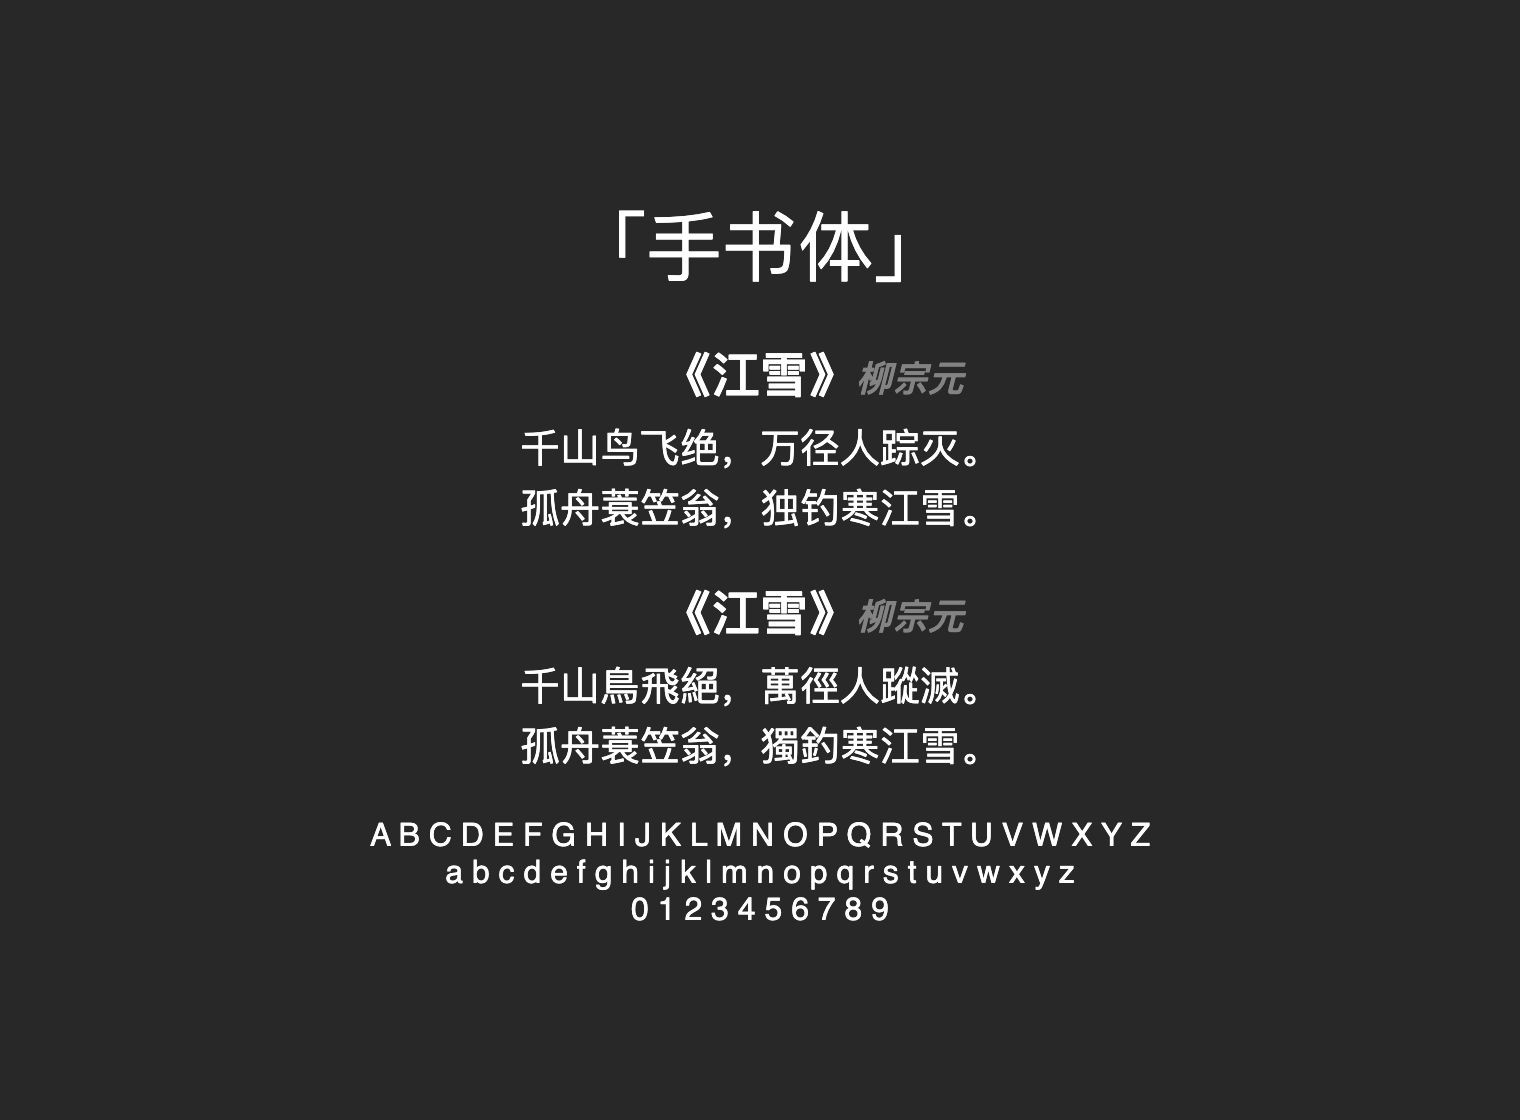 「手书体」
《江雪》 柳宗元
千山鸟飞绝，万径人踪灭。
孤舟蓑笠翁，独钓寒江雪。
《江雪》 柳宗元
千山鳥飛絕，萬徑人蹤滅。
孤舟蓑笠翁，獨釣寒江雪。
A B C D E F G H I J K L M N O P Q R S T U V W X Y Z
a b c d e f g h i j k l m n o p q r s t u v w x y z
0 1 2 3 4 5 6 7 8 9